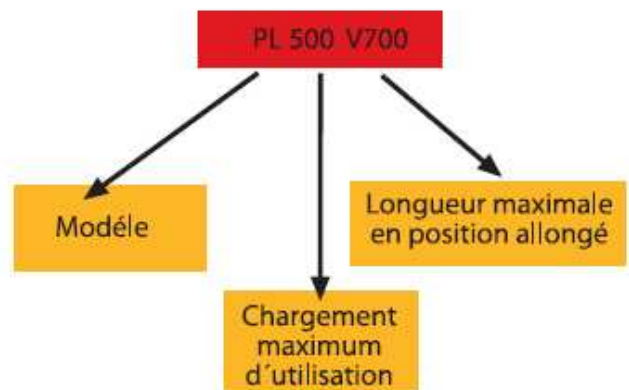 PL 500 V700
Modéle
Longueur maximale
en position allongé
Chargement
maximum
d´utilisation